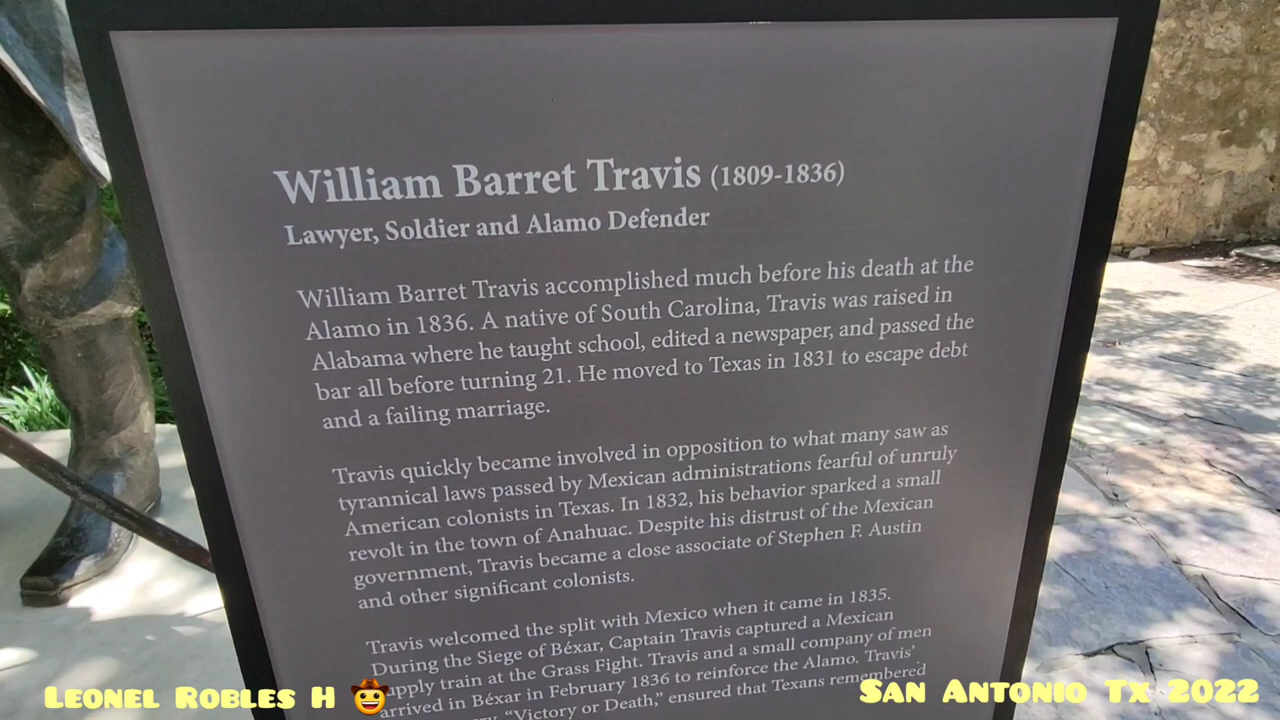 William Barret Travis (1809-1836)
Lawyer, Soldier and Alamo Defender
William Barret Travis accomplished much before his death at the
Alamo in 1836. A native of South Carolina, Travis was raised in
Alabama where he taught school, edited a newspaper, and passed the
bar all before turning 21. He moved to Texas in 1831 to escape debt
and a failing marriage.
Travis quickly became involved in opposition to what many saw as
tyrannical laws passed by Mexican administrations fearful of unruly
American colonists in Texas. In 1832, his behavior sparked a small
revolt in the town of Anahuac. Despite his distrust of the Mexican
government, Travis became a close associate of Stephen F. Austin
and other significant colonists.
Travis welcomed the split with Mexico when it came in 1835.
During the Siege of Béxar, Captain Travis captured a Mexican
train at the Grass Fight. Travis and a small company of men
arrived in Béxar in February 1836 to reinforce the Alamo. Travis'
“Victory or Death,” ensured that Texans remembered
Leonel Robles H 🤠
San Antonio Tx 2022